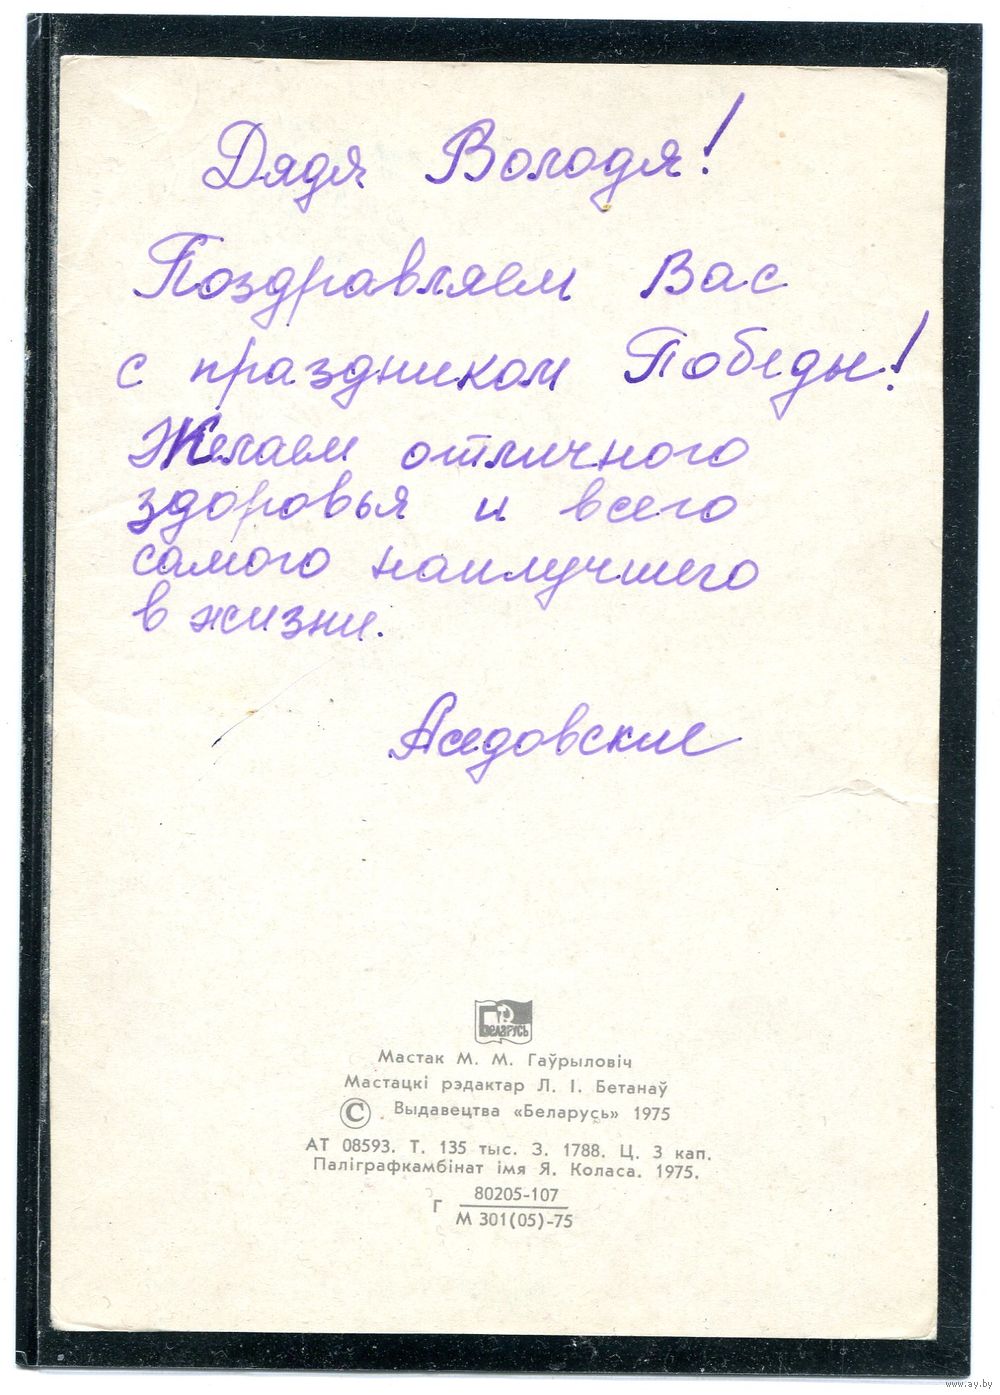 Дядя Володя!
Поздравляем Вас
с праздником Победы!
Желаем отличного
здоровья и всего
самого наилучшего
в жизни.
БЕЛАРУСЬ
Мастак М. М. Гаўрыловіч
Мастацкі рэдактар Л. І. Бетанаў
© Выдавецтва «Беларусь» 1975
АТ 08593. Т. 135 тыс. З. 1788. Ц. 3 кап.
Паліграфкамбінат імя Я. Коласа. 1975.
Г 80205-107
М 301(05)-75
www.ay.by